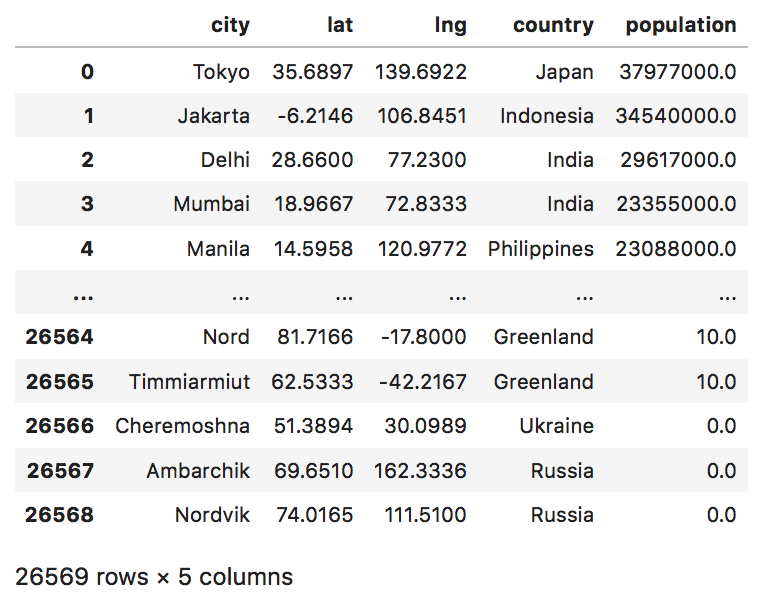 city lat lng country population
0 Tokyo 35.6897 139.6922 Japan 37977000.0
1 Jakarta -6.2146 106.8451 Indonesia 34540000.0
2 Delhi 28.6600 77.2300 India 29617000.0
3 Mumbai 18.9667 72.8333 India 23355000.0
4 Manila 14.5958 120.9772 Philippines 23088000.0
... ... ... ... ... ...
26564 Nord 81.7166 -17.8000 Greenland 10.0
26565 Timmiarmiut 62.5333 -42.2167 Greenland 10.0
26566 Cheremoshna 51.3894 30.0989 Ukraine 0.0
26567 Ambarchik 69.6510 162.3336 Russia 0.0
26568 Nordvik 74.0165 111.5100 Russia 0.0
26569 rows × 5 columns